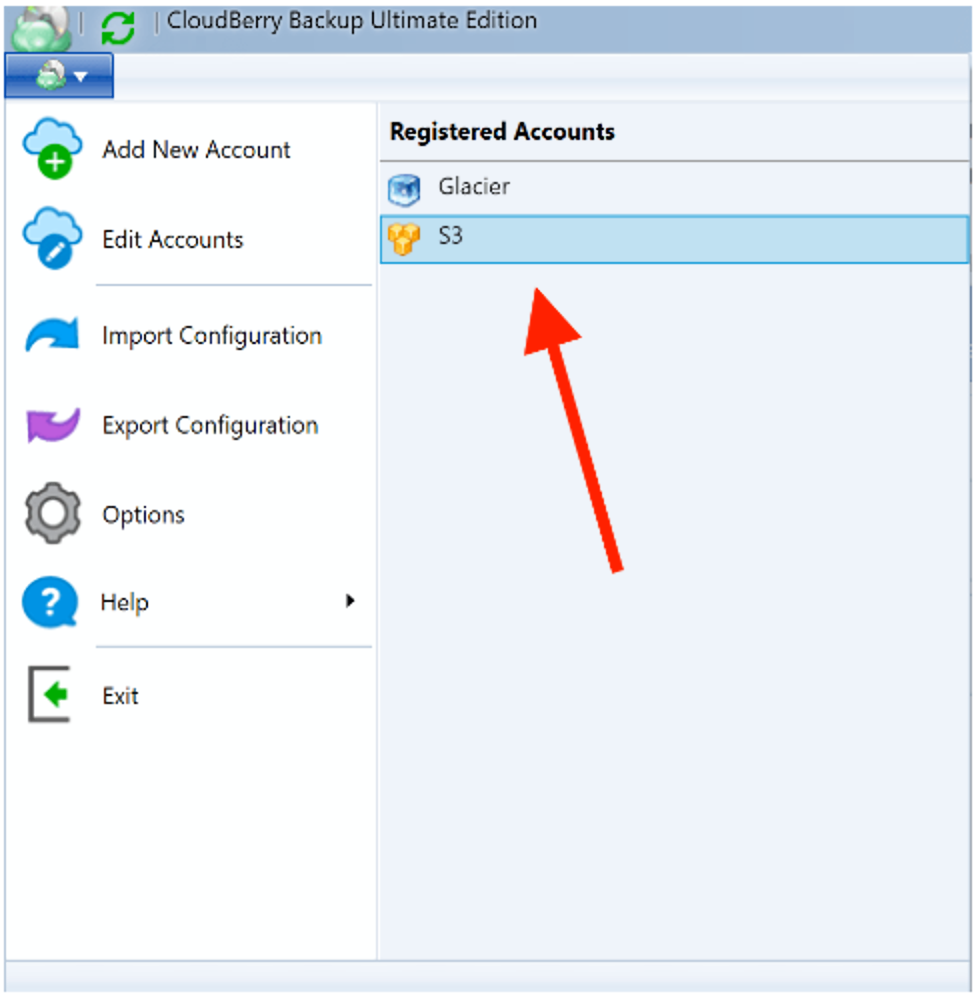 CloudBerry Backup Ultimate Edition
Add New Account
Edit Accounts
Import Configuration
Export Configuration
Options
Help
Exit
Registered Accounts
Glacier
S3